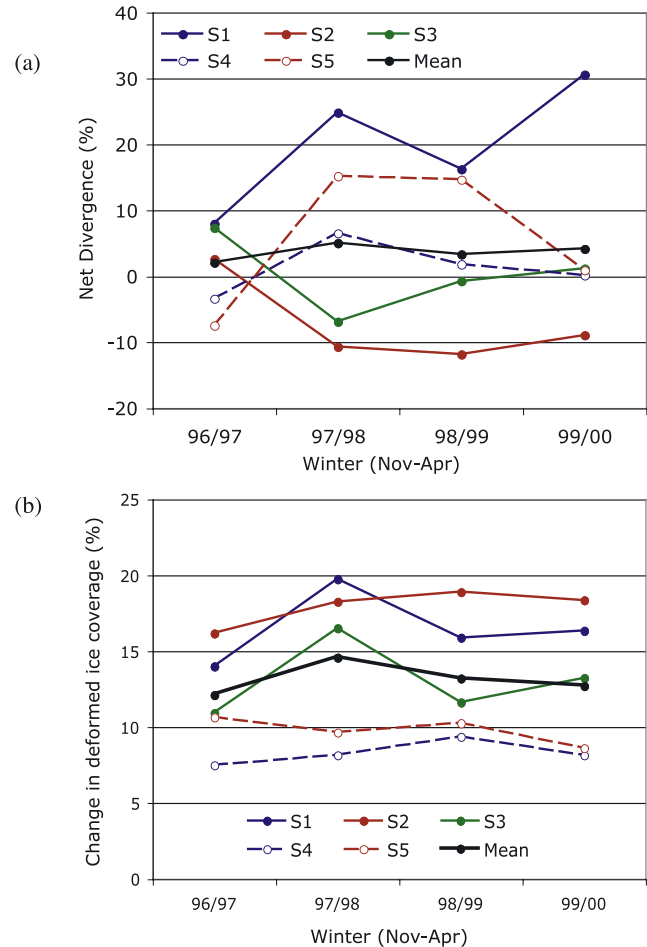 (a)
Net Divergence (%)
40
30
20
10
0
-10
-20
S1 S2 S3
S4 S5 Mean
96/97 97/98 98/99 99/00
Winter (Nov-Apr)
(b)
Change in deformed ice coverage (%)
25
20
15
10
5
0
S1 S2 S3
S4 S5 Mean
96/97 97/98 98/99 99/00
Winter (Nov-Apr)